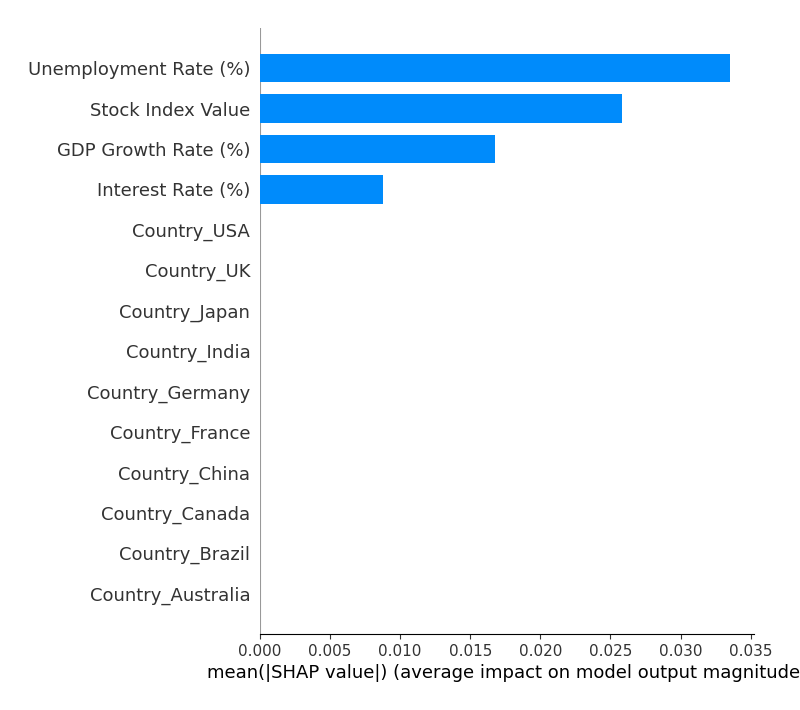 Unemployment Rate (%)
Stock Index Value
GDP Growth Rate (%)
Interest Rate (%)
Country_USA
Country_UK
Country_Japan
Country_India
Country_Germany
Country_France
Country_China
Country_Canada
Country_Brazil
Country_Australia
0.000 0.005 0.010 0.015 0.020 0.025 0.030 0.035
mean(|SHAP value|) (average impact on model output magnitude